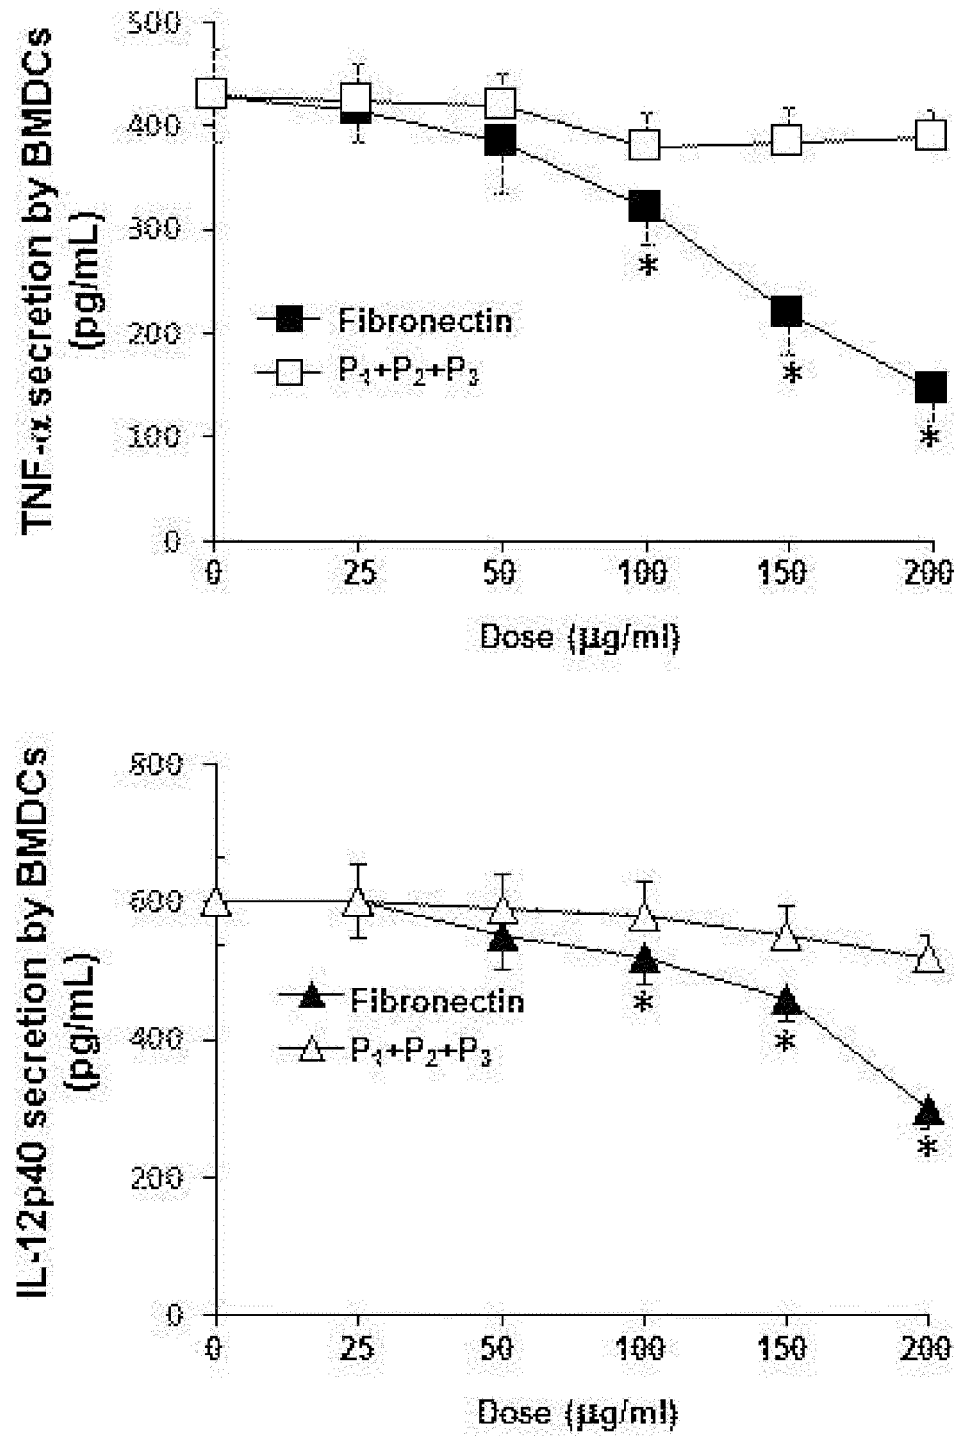 TNF-α secretion by BMDCs
(pg/mL)
500
400
300
200
100
0
Fibronectin
P₁+P₂+P₃
*
*
*
0 25 50 100 150 200
Dose (μg/ml)
IL-12p40 secretion by BMDCs
(pg/mL)
800
600
400
200
0
Fibronectin
P₁+P₂+P₃
*
*
*
0 25 50 100 150 200
Dose (μg/ml)